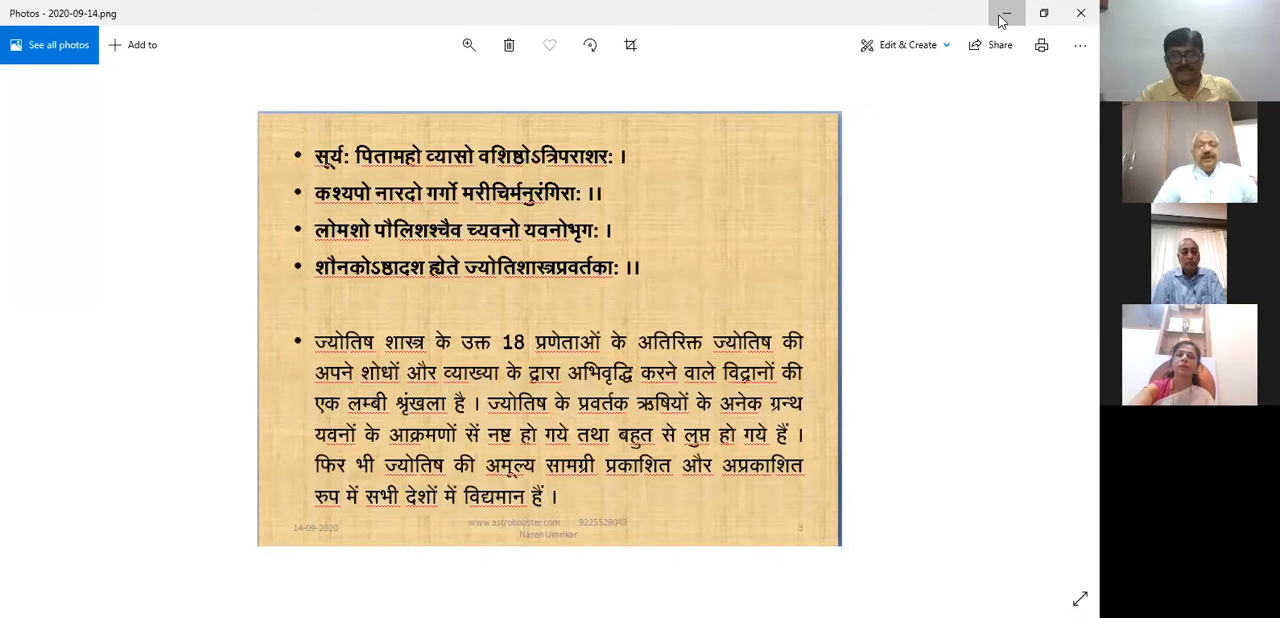 Photos - 2020-09-14.png
See all photos
Add to
Edit & Create
Share
• सूर्य: पितामहो व्यासो वशिष्ठोऽत्रिपराशर: ।
• कश्यपो नारदो गर्गो मरीचिर्मनुरंगिरा: ।।
• लोमशो पौलिशश्चैव च्यवनो यवनोभृग: ।
• शौनकोऽष्ठादश ह्येते ज्योतिशास्त्रप्रवर्तका: ।।
• ज्योतिष शास्त्र के उक्त 18 प्रणेताओं के अतिरिक्त ज्योतिष की
अपने शोधों और व्याख्या के द्वारा अभिवृद्धि करने वाले विद्वानों की
एक लम्बी श्रृंखला है । ज्योतिष के प्रवर्तक ऋषियों के अनेक ग्रन्थ
यवनों के आक्रमणों सें नष्ट हो गये तथा बहुत से लुप्त हो गये हैं ।
फिर भी ज्योतिष की अमूल्य सामग्री प्रकाशित और अप्रकाशित
रुप में सभी देशों में विद्यमान हैं ।
14-09-2020
www.astrobooster.com 9225528043
Naren Umrikar
3